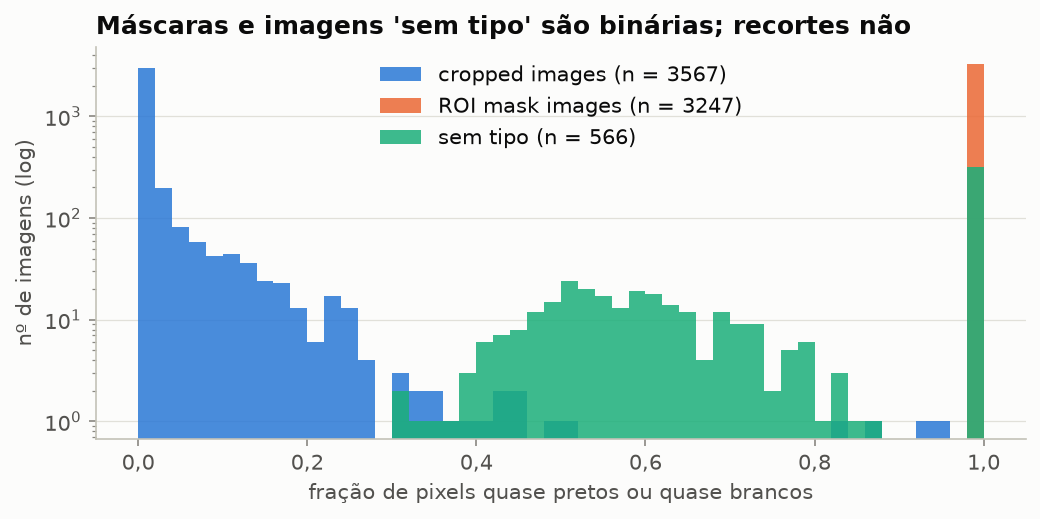 Máscaras e imagens 'sem tipo' são binárias; recortes não
cropped images (n = 3567)
ROI mask images (n = 3247)
sem tipo (n = 566)
nº de imagens (log)
10³
10²
10¹
10⁰
0,0 0,2 0,4 0,6 0,8 1,0
fração de pixels quase pretos ou quase brancos